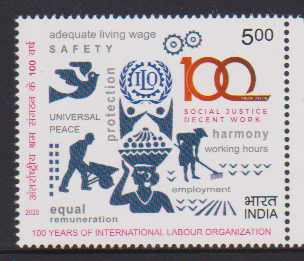 adequate living wage
SAFETY
5.00
अंतर्राष्ट्रीय श्रम संगठन के 100 वर्ष
protection
ILO
100
1919-2019
SOCIAL JUSTICE
DECENT WORK
UNIVERSAL
PEACE
harmony
working hours
employment
2020
equal
remuneration
भारत
INDIA
100 YEARS OF INTERNATIONAL LABOUR ORGANIZATION